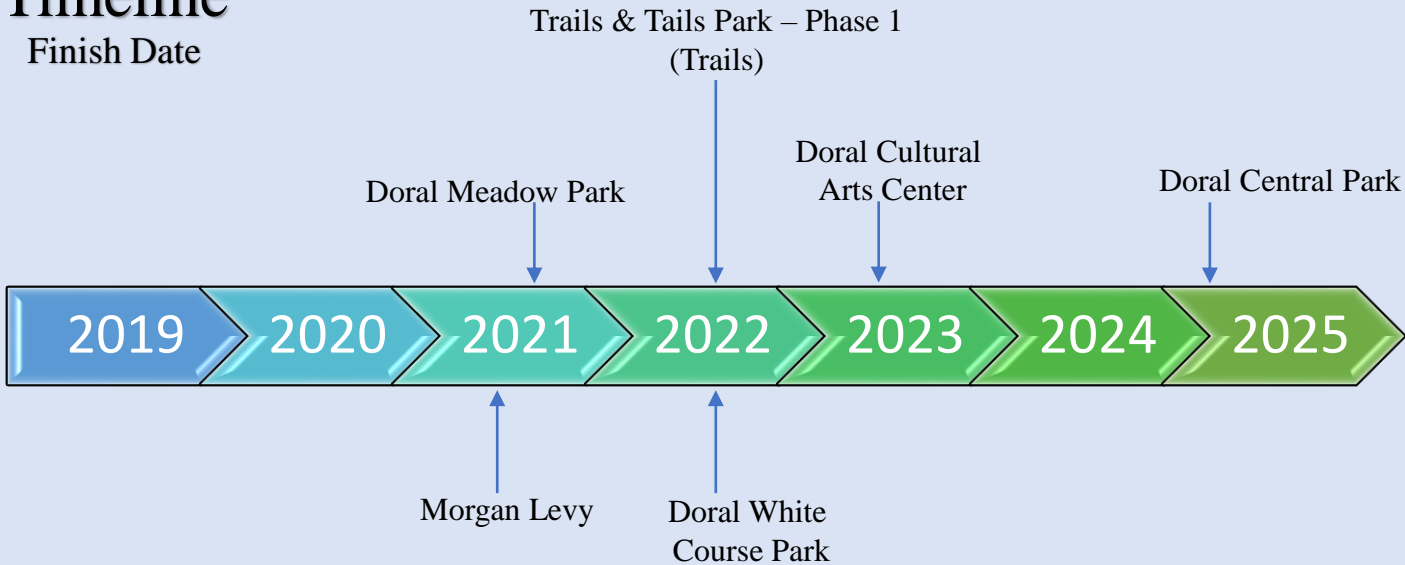 Timeline
Finish Date
Trails & Tails Park – Phase 1
(Trails)
Doral Cultural
Arts Center
Doral Meadow Park
Doral Central Park
2019
2020
2021
2022
2023
2024
2025
Morgan Levy
Doral White
Course Park